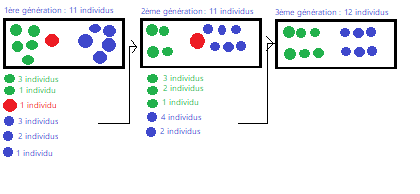 1ère génération : 11 individus
2ème génération : 11 individus
3ème génération : 12 individus
3 individus
1 individu
1 individu
3 individus
2 individus
1 individu
3 individus
2 individus
1 individu
4 individus
2 individus